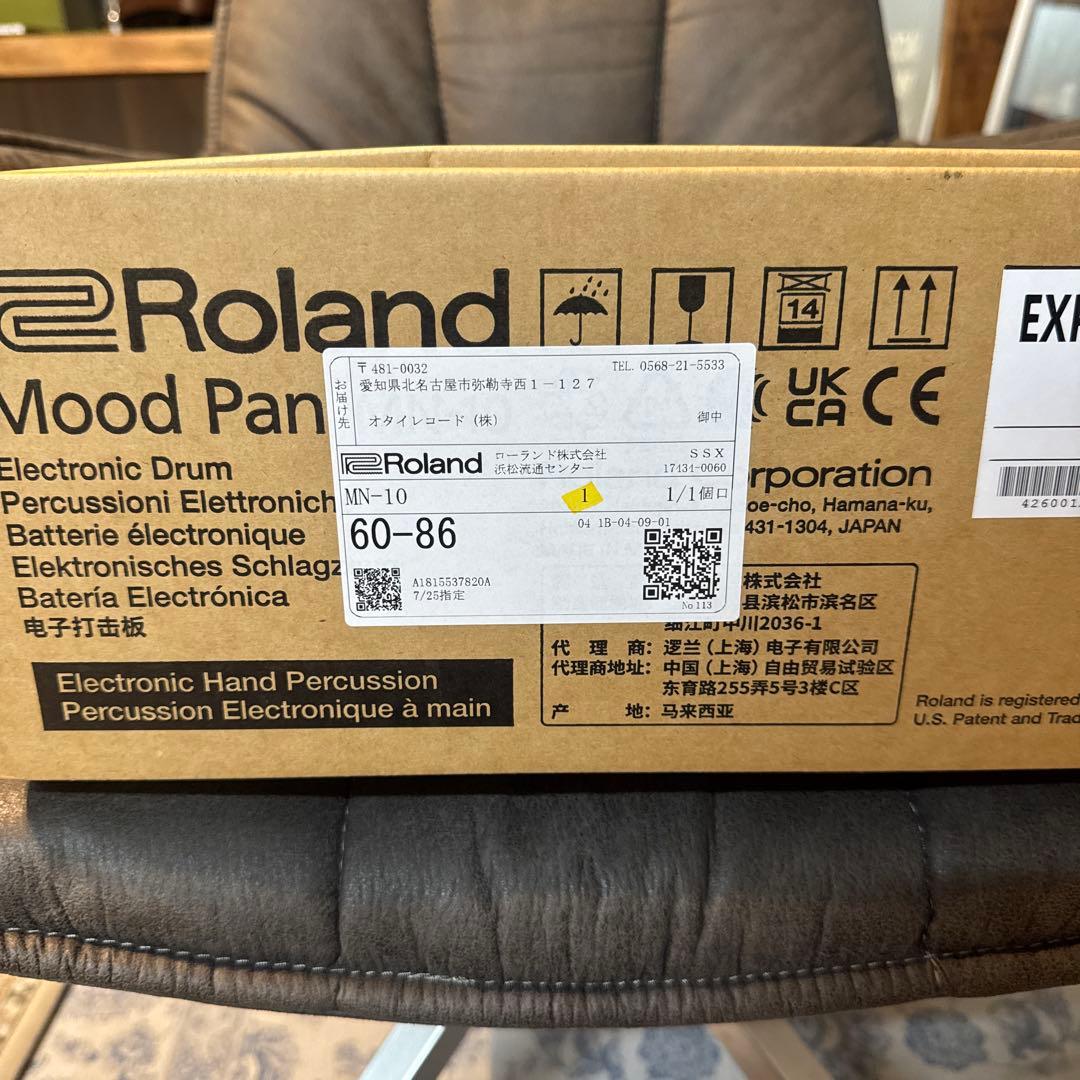 Roland
14
Mood Pan
UK
CA
CE
EX
Electronic Drum
Percussioni Elettronich
Batterie électronique
Elektronisches Schlagz
Batería Electrónica
电子打击板
Electronic Hand Percussion
Percussion Electronique à main
お届け先
〒481-0032
TEL. 0568-21-5533
愛知県北名古屋市弥勒寺西1-127
オタイレコード (株)
御中
Roland
ローランド株式会社
浜松流通センター
SSX
17434-0060
MN-10
1
1/1個口
60-86
04 1B-04-09-01
A1815537820A
7/25指定
No 113
rporation
oe-cho, Hamana-ku,
431-1304, JAPAN
株式会社
县滨松市滨名区
细江町中川2036-1
代 理 商: 逻兰 (上海) 电子有限公司
代理商地址: 中国 (上海) 自由贸易试验区
东育路255弄5号3楼C区
产 地: 马来西亚
Roland is registered
U.S. Patent and Trad
426001